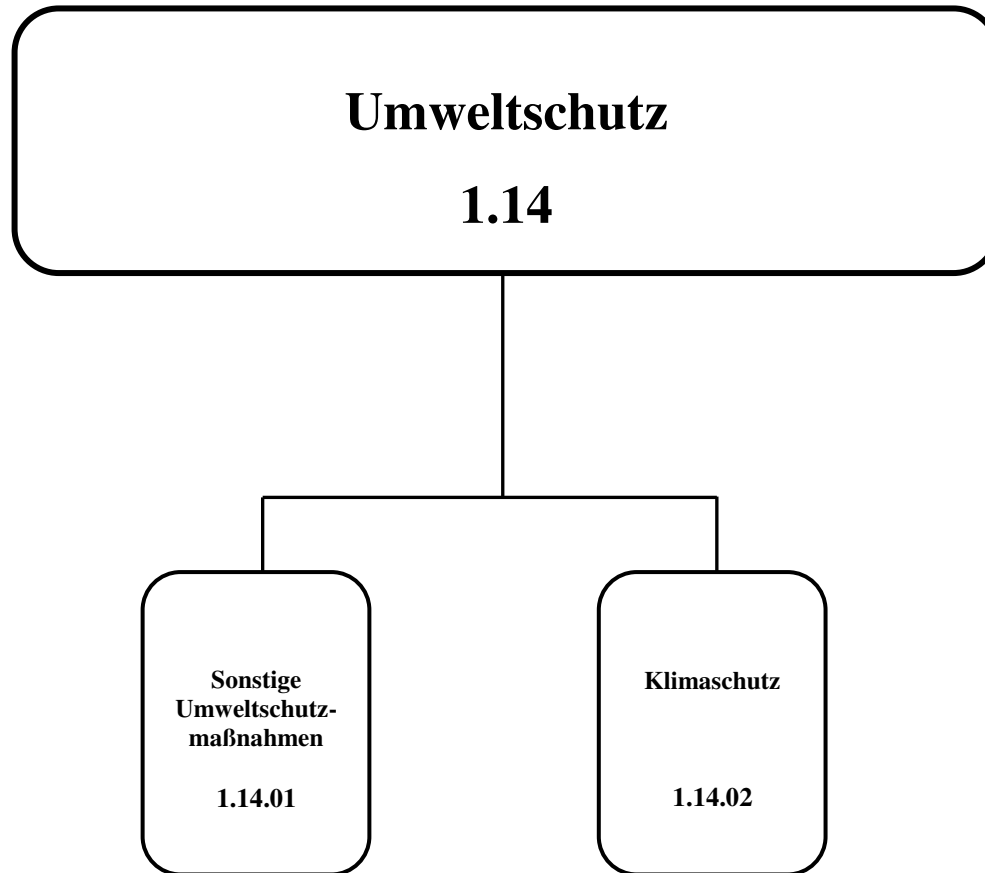 Umweltschutz
1.14
Sonstige
Umweltschutz-
maßnahmen
1.14.01
Klimaschutz
1.14.02